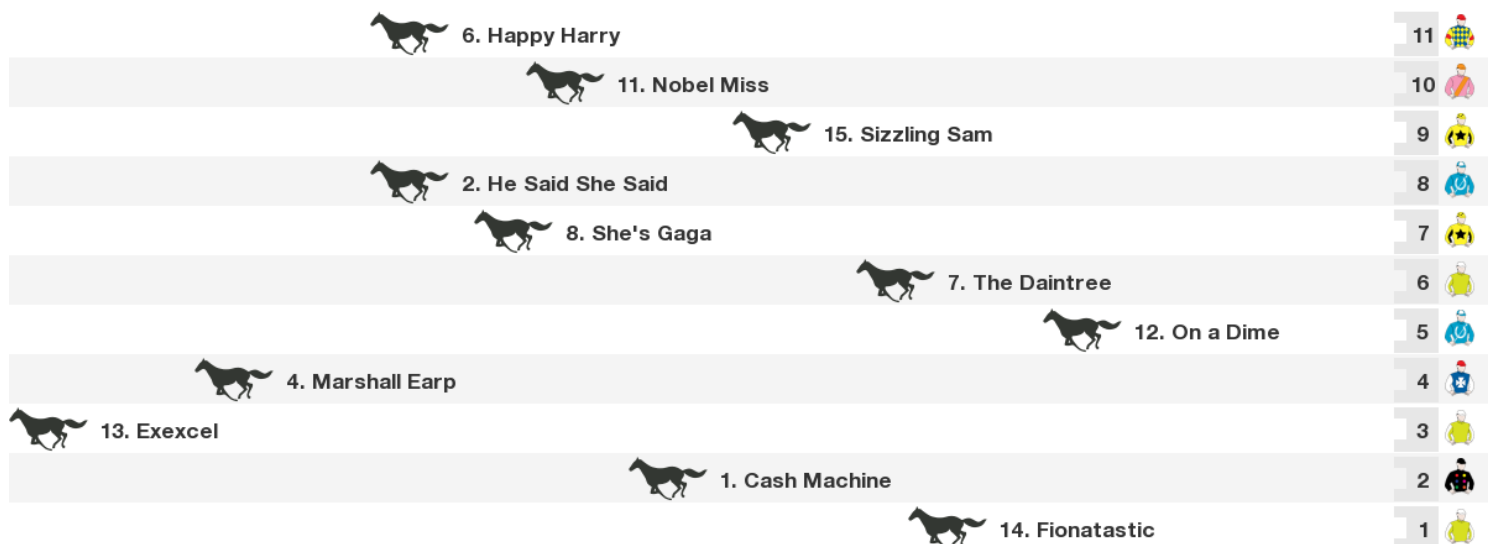 6. Happy Harry 11
11. Nobel Miss 10
15. Sizzling Sam 9
2. He Said She Said 8
8. She's Gaga 7
7. The Daintree 6
12. On a Dime 5
4. Marshall Earp 4
13. Exexcel 3
1. Cash Machine 2
14. Fionatastic 1